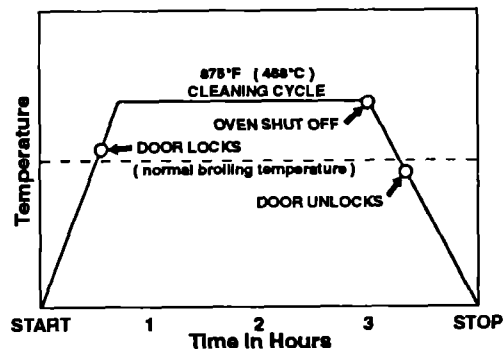 875°F (468°C)
CLEANING CYCLE
OVEN SHUT OFF
DOOR LOCKS
(normal broiling temperature)
DOOR UNLOCKS
Temperature
START 1 2 3 STOP
Time in Hours